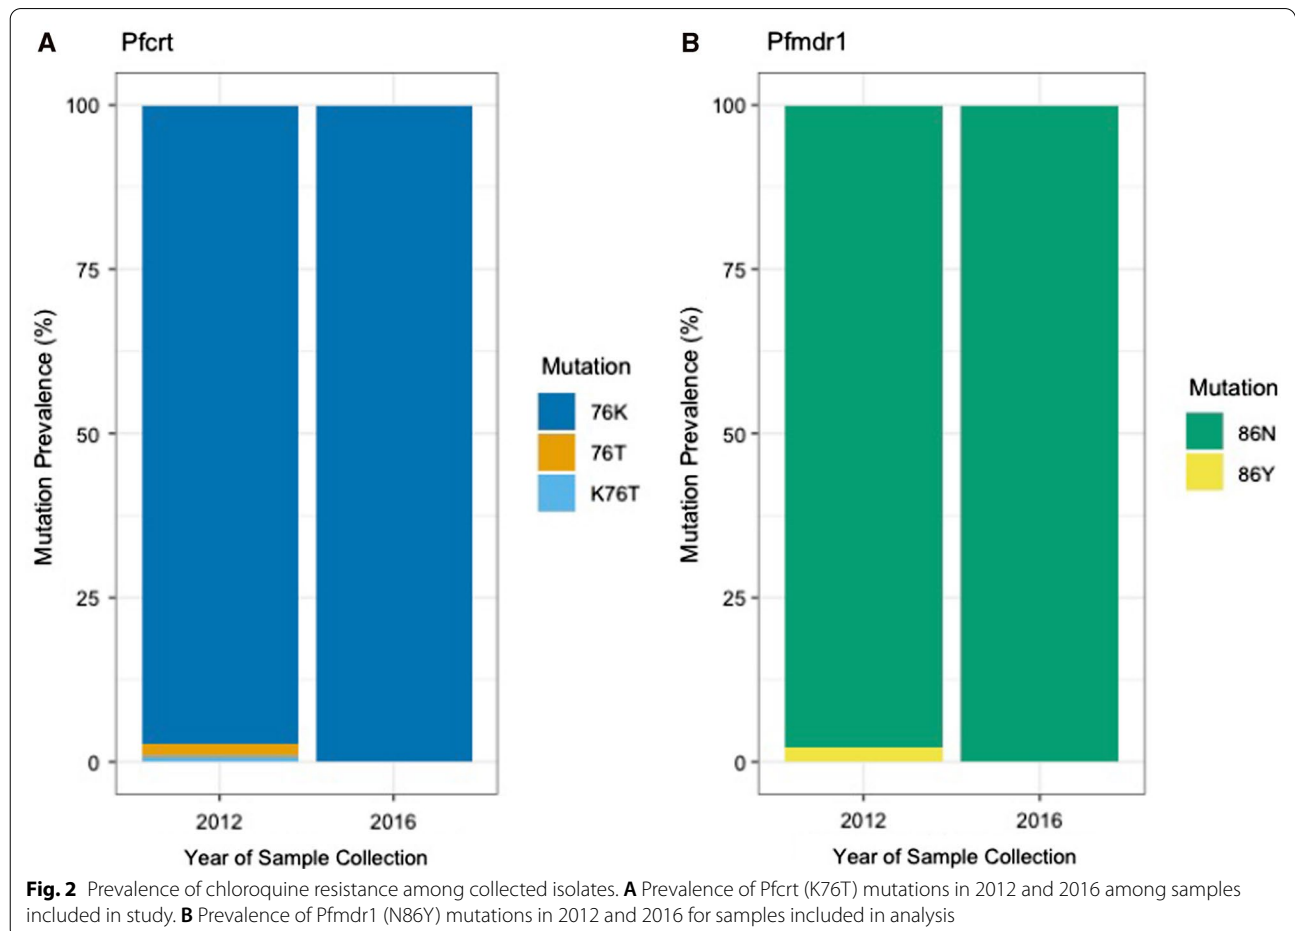 A Pfcrt
100
75
50
25
0
Mutation Prevalence (%)
2012 2016
Year of Sample Collection
Mutation
76K
76T
K76T
B Pfmdr1
100
75
50
25
0
Mutation Prevalence (%)
2012 2016
Year of Sample Collection
Mutation
86N
86Y
Fig. 2 Prevalence of chloroquine resistance among collected isolates. A Prevalence of Pfcrt (K76T) mutations in 2012 and 2016 among samples
included in study. B Prevalence of Pfmdr1 (N86Y) mutations in 2012 and 2016 for samples included in analysis